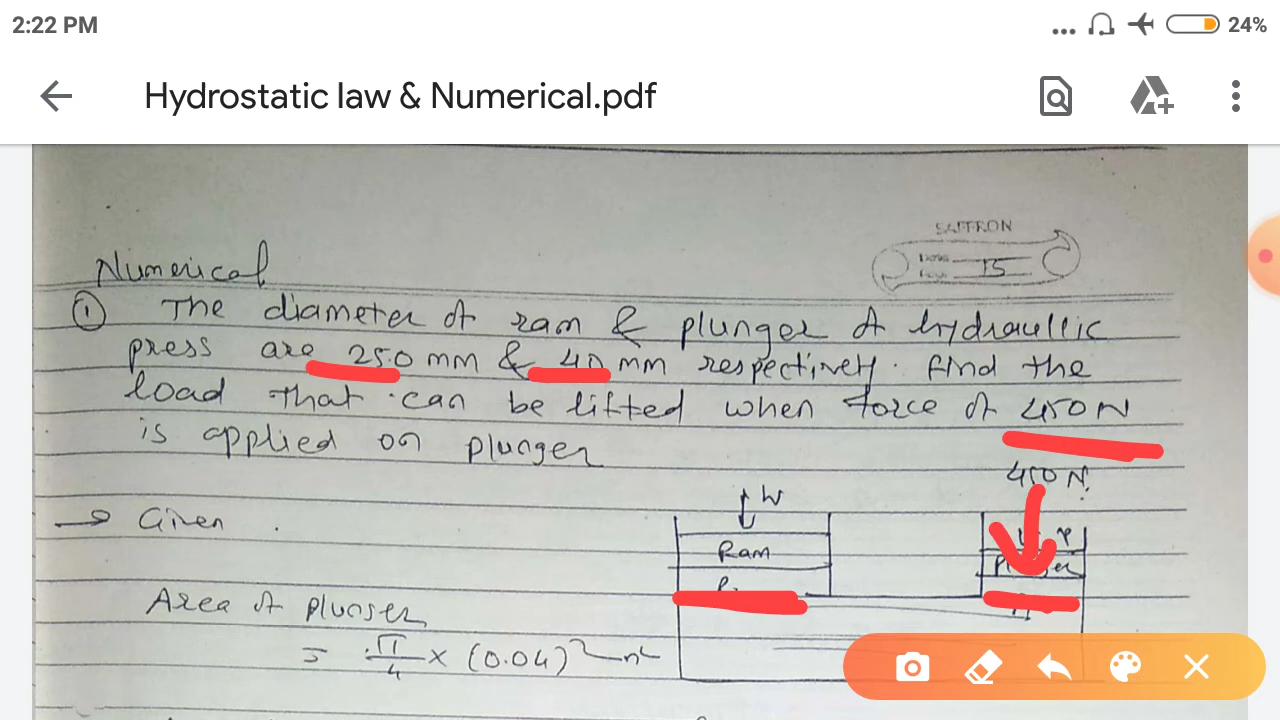 2:22 PM
24%
Hydrostatic law & Numerical.pdf
SAFFRON
15
Numerical
① The diameter of ram & plunger of hydraullic
press are 250 mm & 40 mm respectively. find the
load that can be lifted when force of 450 N
is applied on plunger
450 N.
→ Given
W
Ram
P
Area of plunger
= π/4 × (0.04)² m²